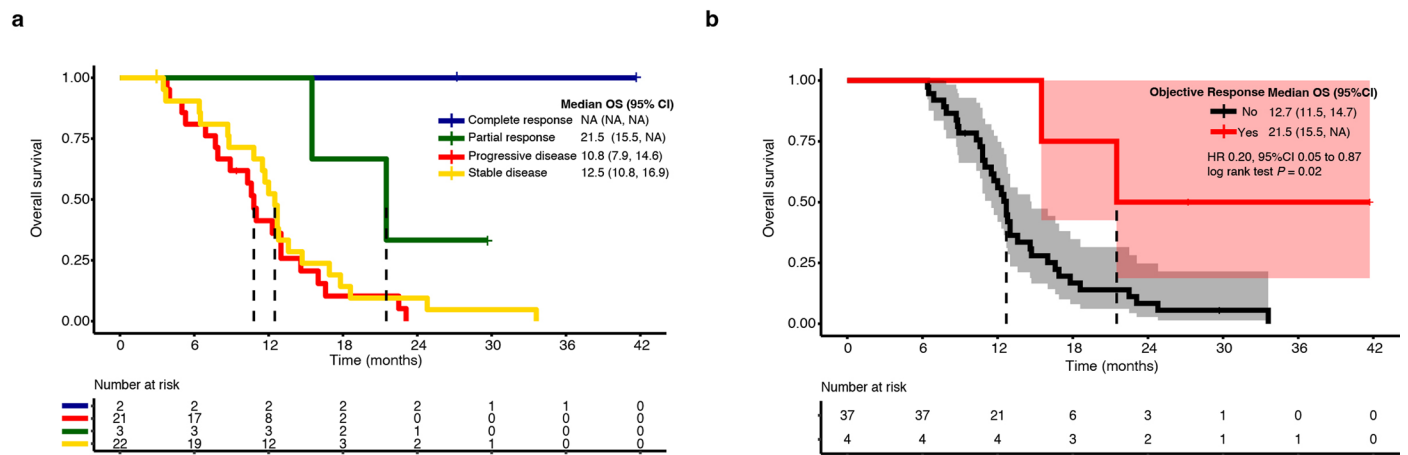 a
Overall survival
1.00
0.75
0.50
0.25
0.00
Median OS (95% CI)
Complete response NA (NA, NA)
Partial response 21.5 (15.5, NA)
Progressive disease 10.8 (7.9, 14.6)
Stable disease 12.5 (10.8, 16.9)
0 6 12 18 24 30 36 42
Time (months)
Number at risk
2 2 2 2 2 1 1 0
21 17 8 2 0 0 0 0
3 3 3 2 1 0 0 0
22 19 12 3 2 1 0 0
b
Overall survival
1.00
0.75
0.50
0.25
0.00
Objective Response Median OS (95%CI)
No 12.7 (11.5, 14.7)
Yes 21.5 (15.5, NA)
HR 0.20, 95%CI 0.05 to 0.87
log rank test P = 0.02
0 6 12 18 24 30 36 42
Time (months)
Number at risk
37 37 21 6 3 1 0 0
4 4 4 3 2 1 1 0